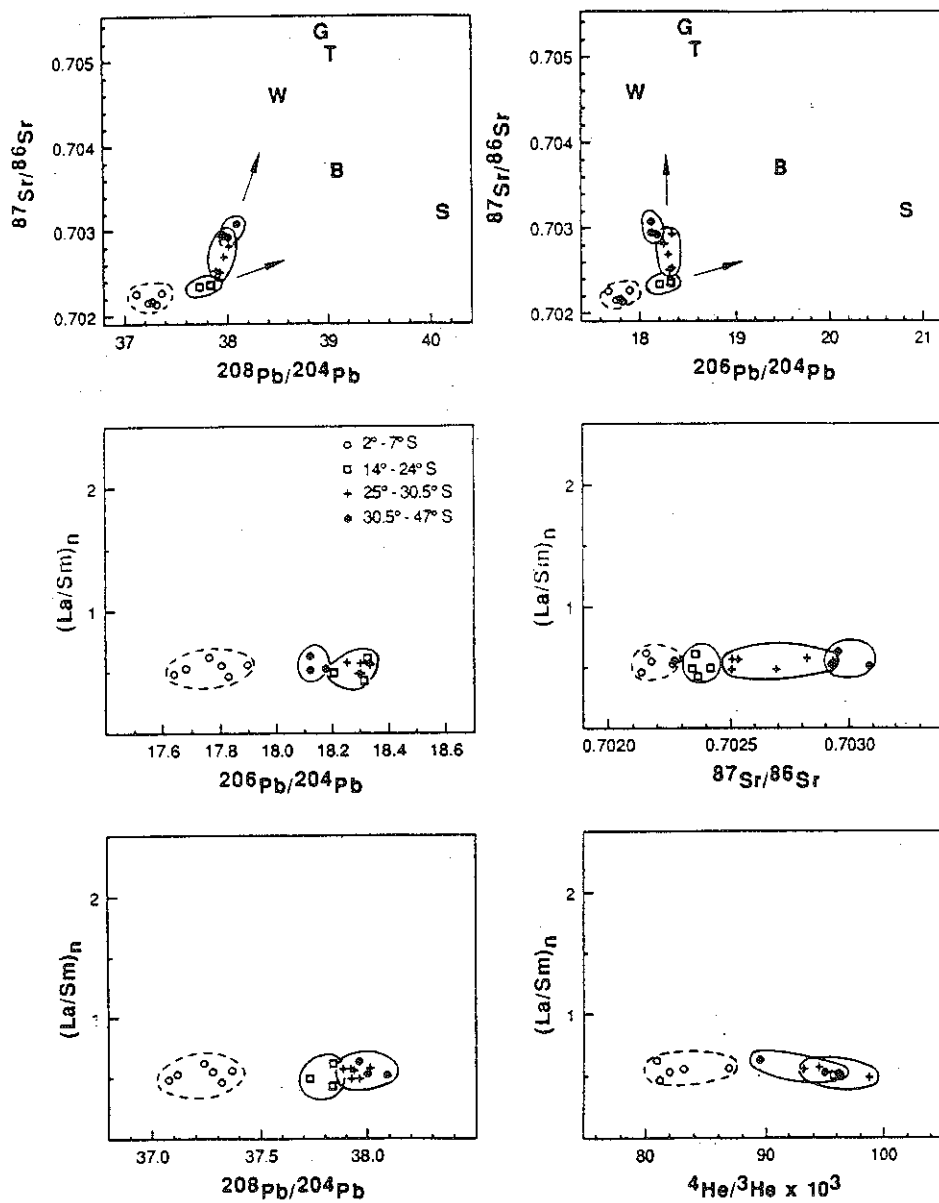 G
T
W
B
S
0.705
0.704
0.703
0.702
87Sr/86Sr
37 38 39 40
208Pb/204Pb
G
T
W
B
S
0.705
0.704
0.703
0.702
87Sr/86Sr
18 19 20 21
206Pb/204Pb
○ 2° - 7° S
□ 14° - 24° S
+ 25° - 30.5° S
30.5° - 47° S
2
1
(La/Sm)n
17.6 17.8 18.0 18.2 18.4 18.6
206Pb/204Pb
2
1
(La/Sm)n
0.7020 0.7025 0.7030
87Sr/86Sr
2
1
(La/Sm)n
37.0 37.5 38.0
208Pb/204Pb
2
1
(La/Sm)n
80 90 100
4He/3He x 103